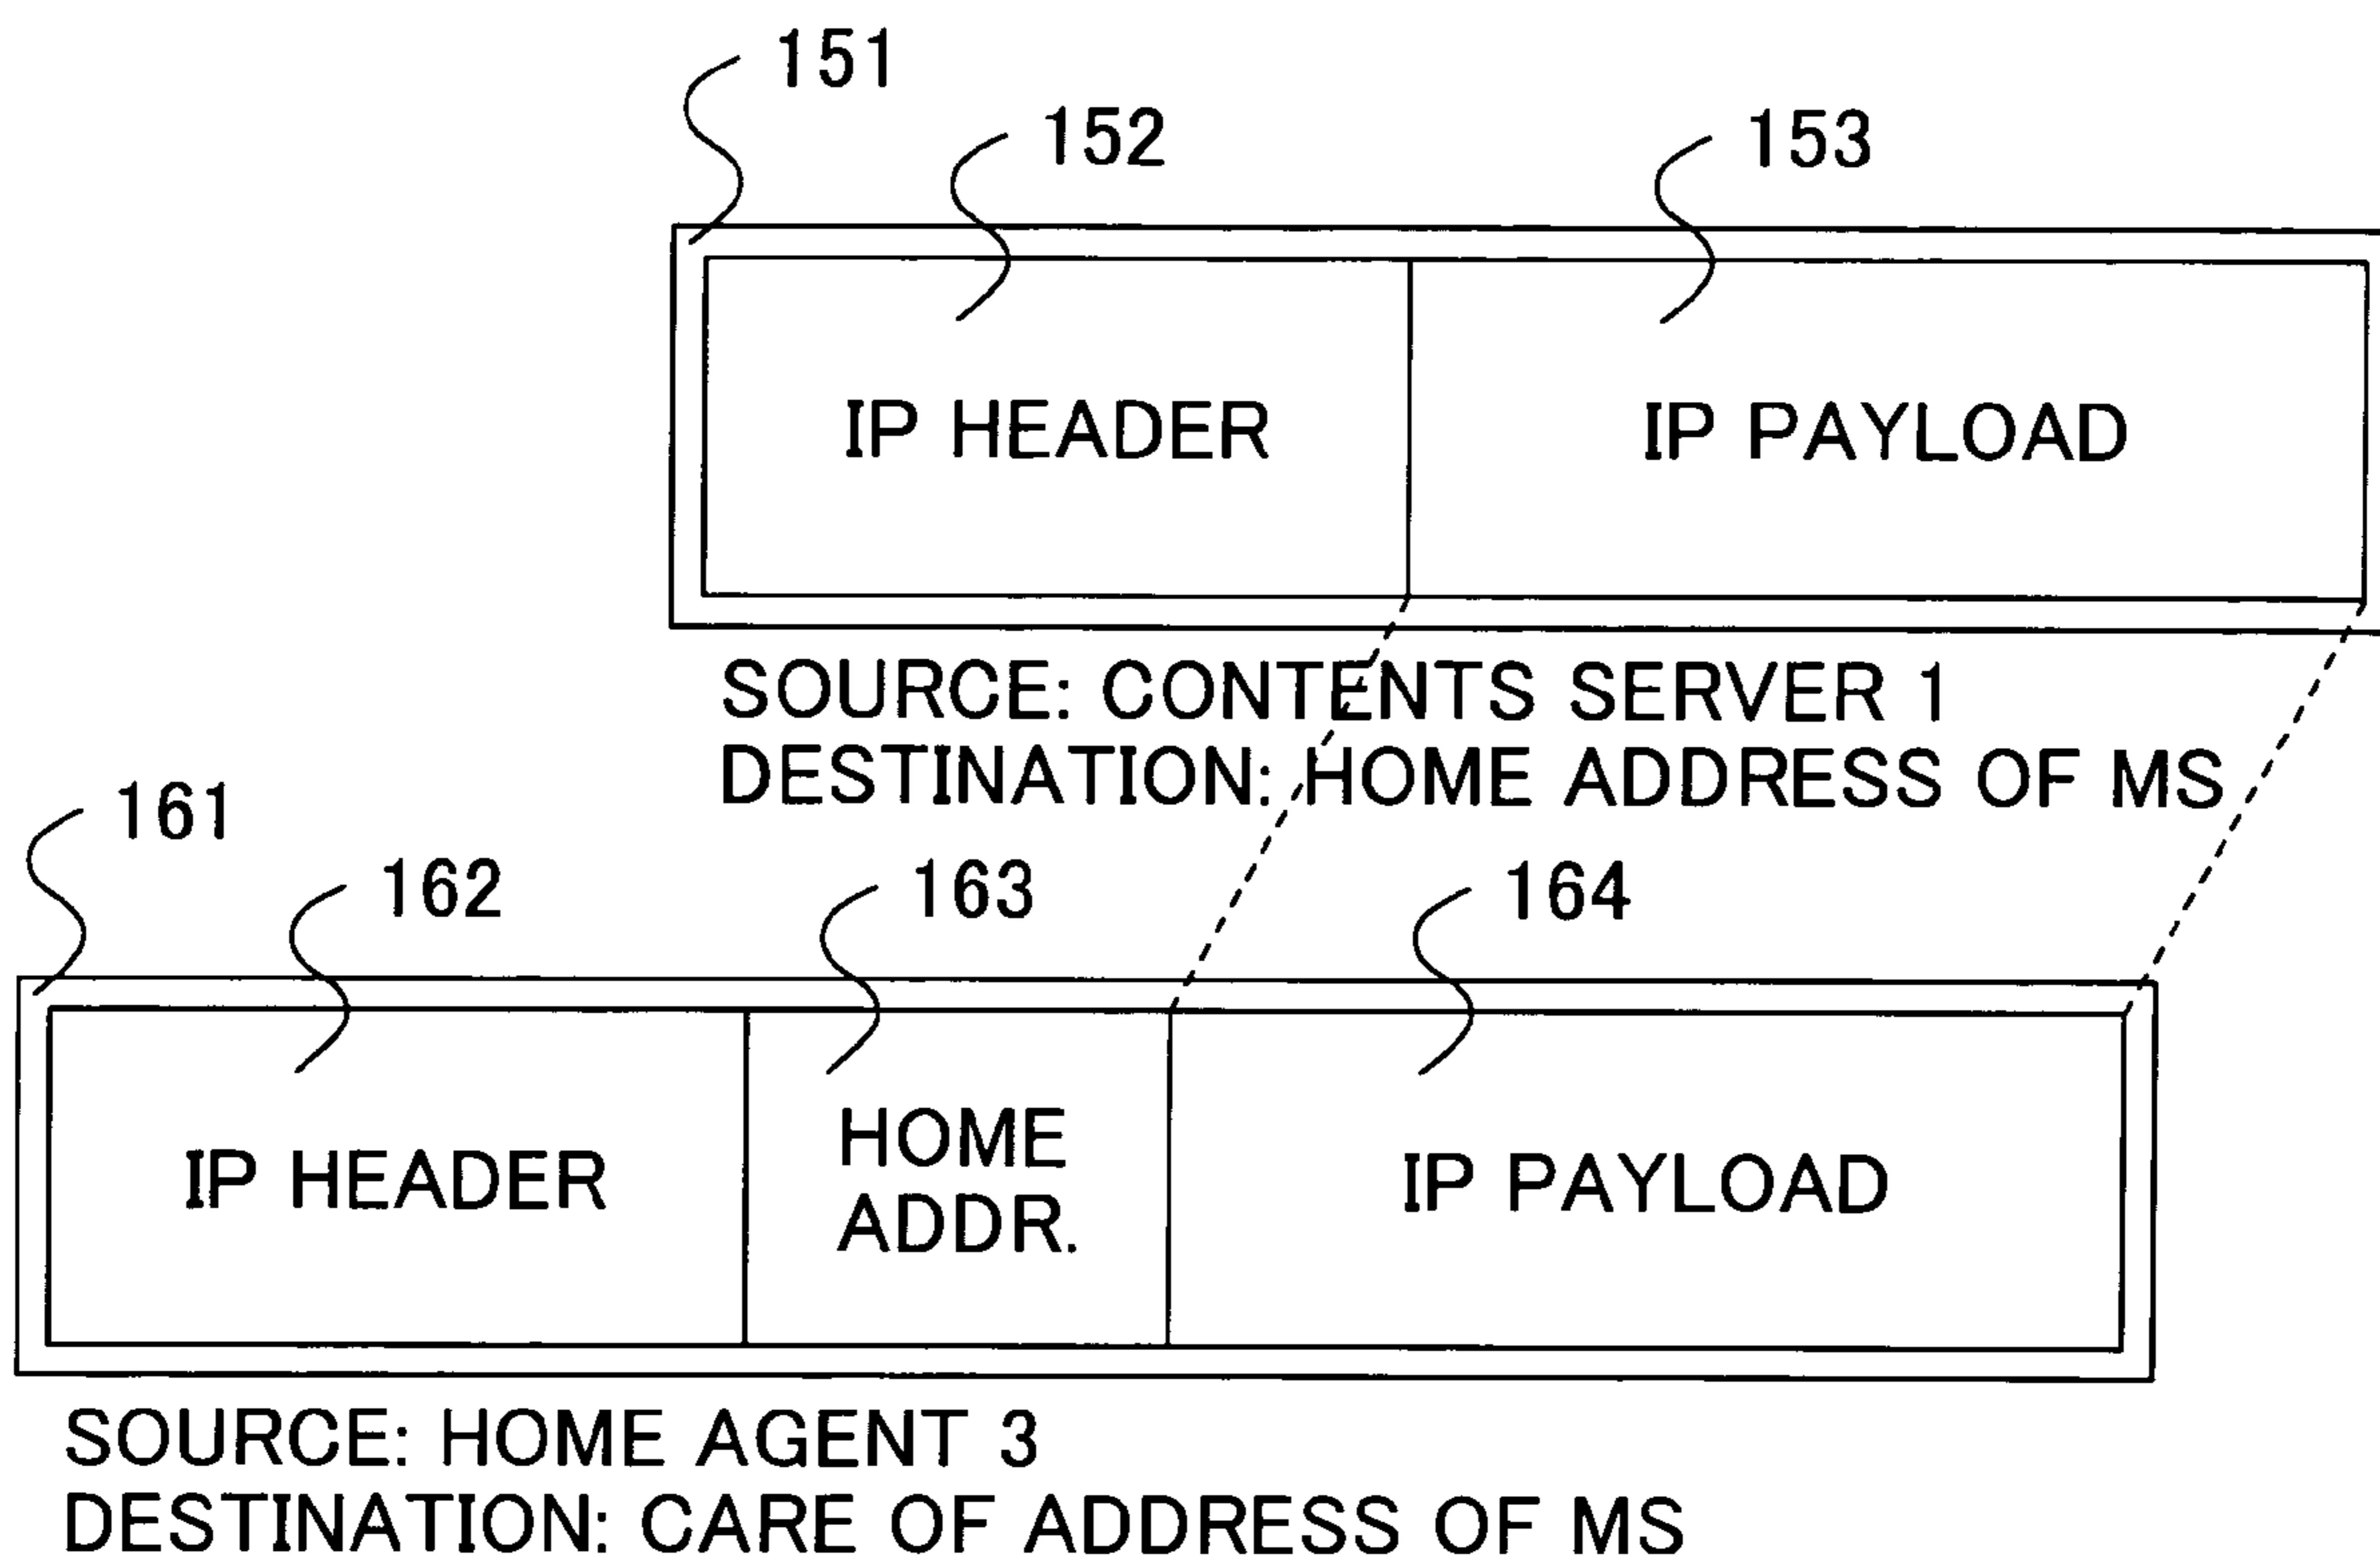 151
152
153
IP HEADER
IP PAYLOAD
SOURCE: CONTENTS SERVER 1
DESTINATION: HOME ADDRESS OF MS
161
162
163
164
IP HEADER
HOME
ADDR.
IP PAYLOAD
SOURCE: HOME AGENT 3
DESTINATION: CARE OF ADDRESS OF MS